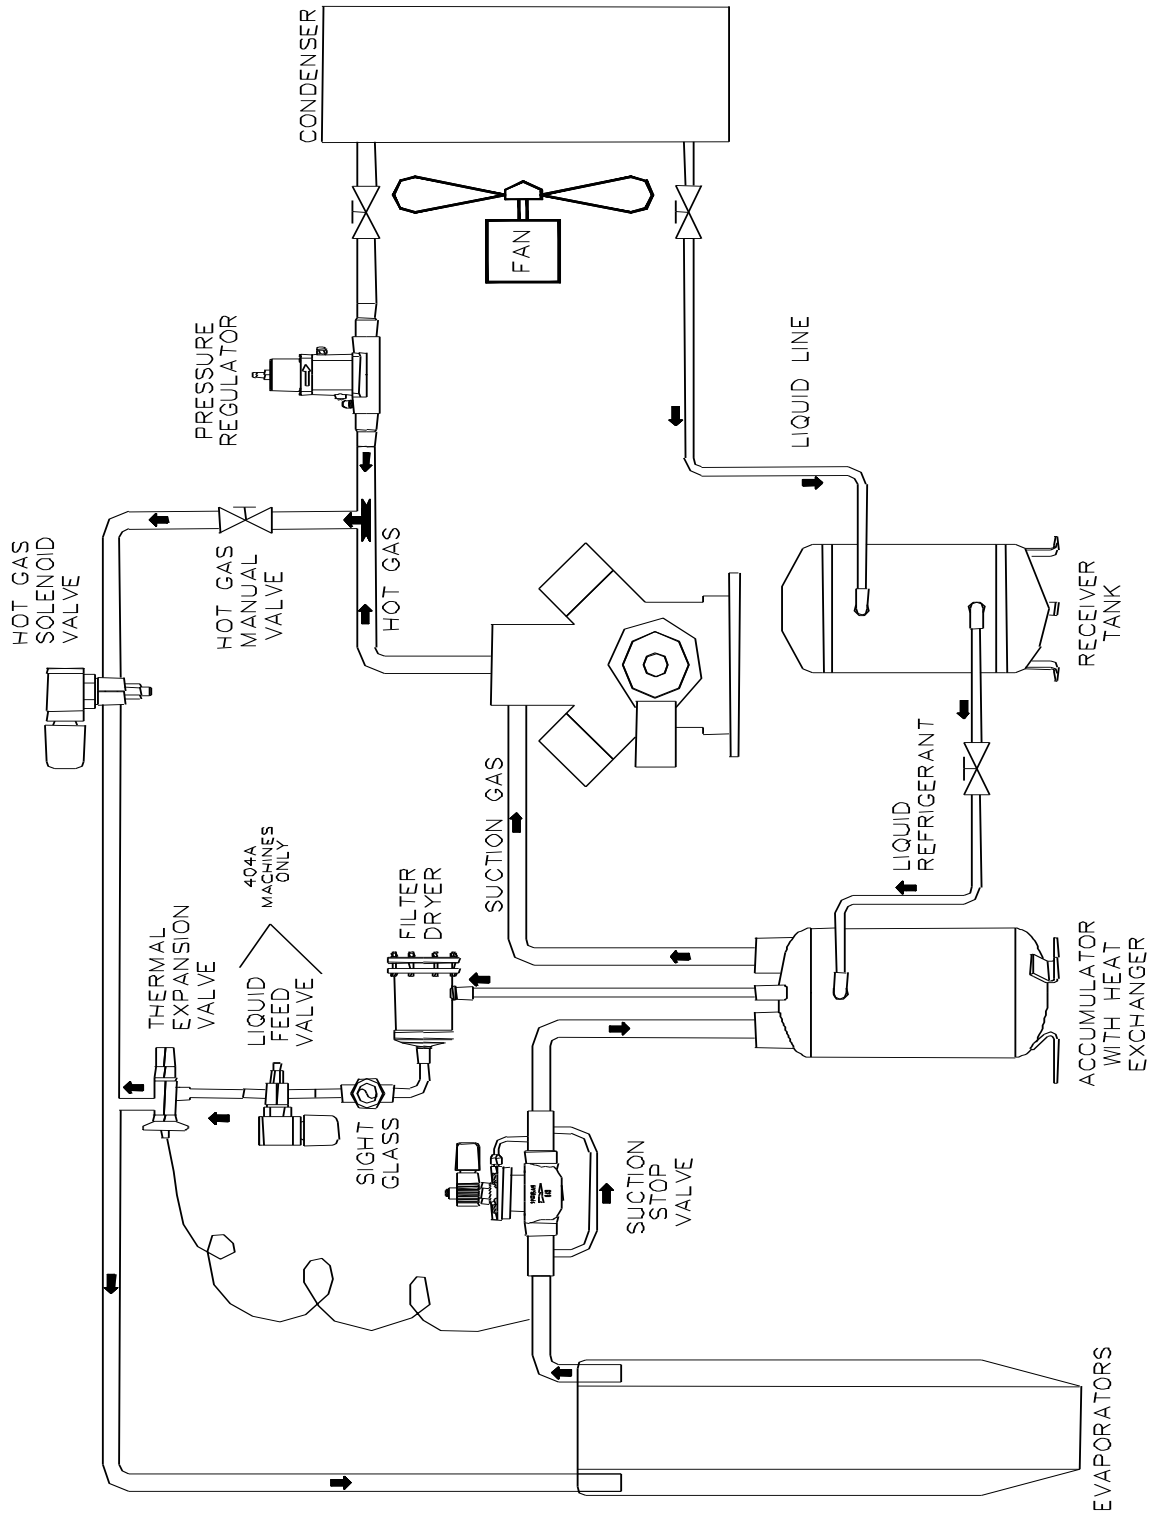 CONDENSER
FAN
PRESSURE
REGULATOR
LIQUID LINE
HOT GAS
SOLENOID
VALVE
HOT GAS
MANUAL
VALVE
HOT GAS
RECEIVER
TANK
SUCTION GAS
LIQUID
REFRIGERANT
404A
MACHINES
ONLY
FILTER
DRYER
THERMAL
EXPANSION
VALVE
LIQUID
FEED
VALVE
ACCUMULATOR
WITH HEAT
EXCHANGER
SIGHT
GLASS
SUCTION
STOP
VALVE
EVAPORATORS